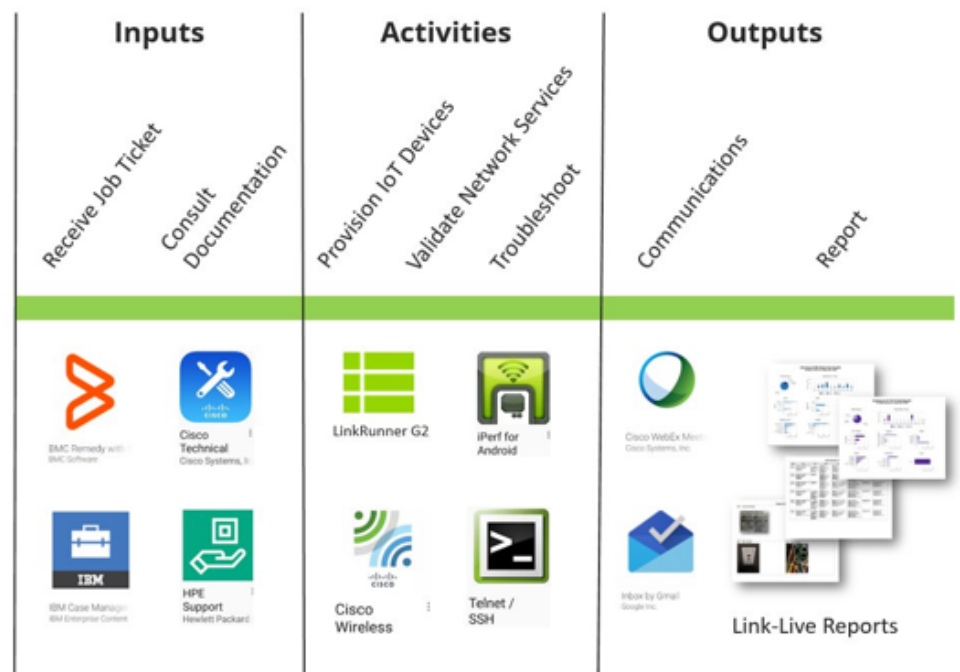 Inputs
Activities
Outputs
Receive Job Ticket
Consult
Documentation
Provision IoT Devices
Validate Network Services
Troubleshoot
Communications
Report
BMC Remedy with
BMC Software
Cisco
Technical
Cisco Systems, In
LinkRunner G2
iPerf for
Android
Cisco WebEx Meet
Cisco Systems, Inc.
IBM
IBM Case Manage
IBM Enterprise Content
HPE
Support
Hewlett Packard
CISCO
Cisco
Wireless
Telnet /
SSH
Inbox by Gmail
Google Inc.
Link-Live Reports